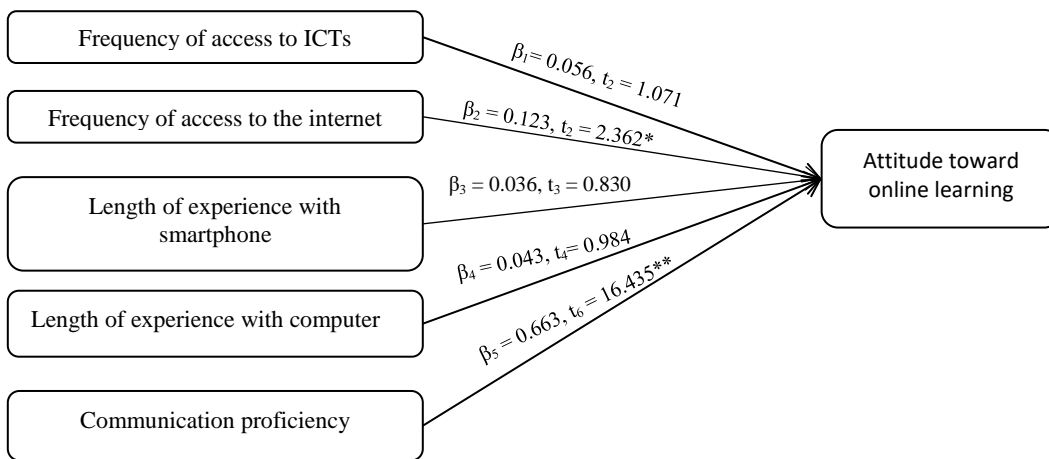 Frequency of access to ICTs
β1= 0.056, t2 = 1.071
Frequency of access to the internet
β2 = 0.123, t2 = 2.362*
Attitude toward
online learning
Length of experience with
smartphone
β3 = 0.036, t3 = 0.830
Length of experience with computer
β4 = 0.043, t4= 0.984
Communication proficiency
β5 = 0.663, t6 = 16.435**